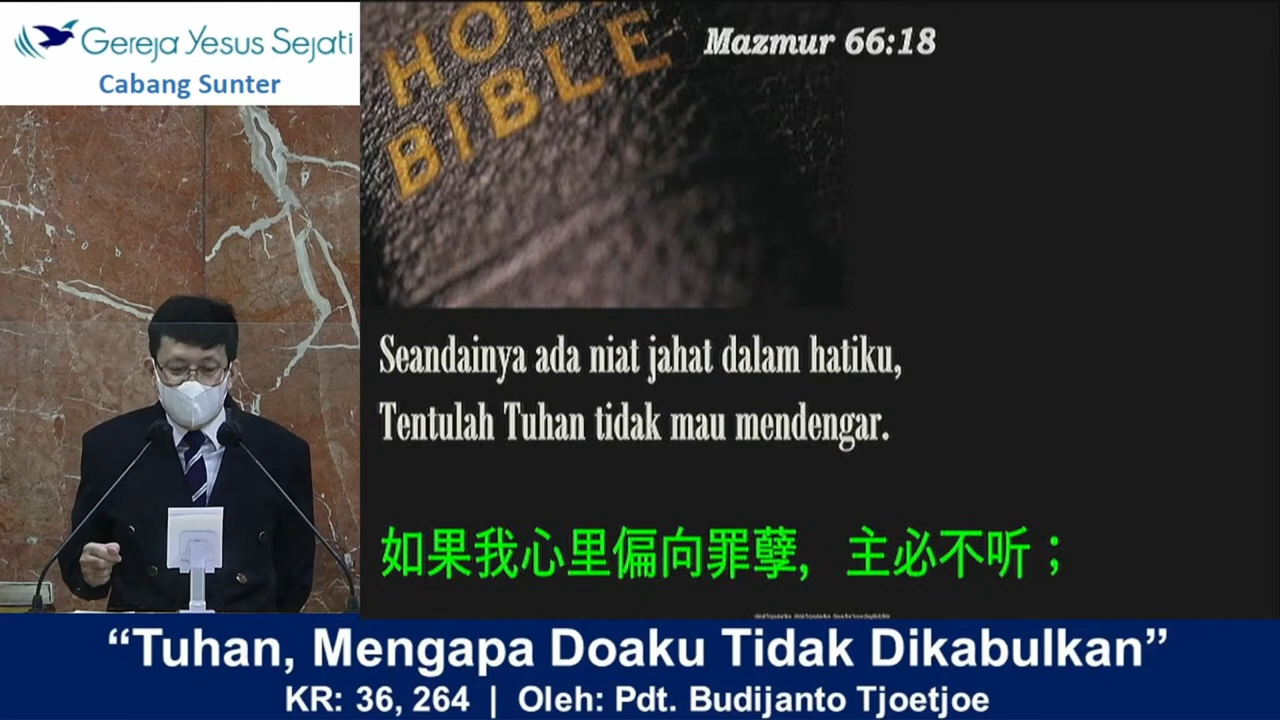 Gereja Yesus Sejati
Cabang Sunter
HOLY
BIBLE
Mazmur 66:18
Seandainya ada niat jahat dalam hatiku,
Tentulah Tuhan tidak mau mendengar.
如果我心里偏向罪孽，主必不听；
“Tuhan, Mengapa Doaku Tidak Dikabulkan”
KR: 36, 264 | Oleh: Pdt. Budijanto Tjoetjoe